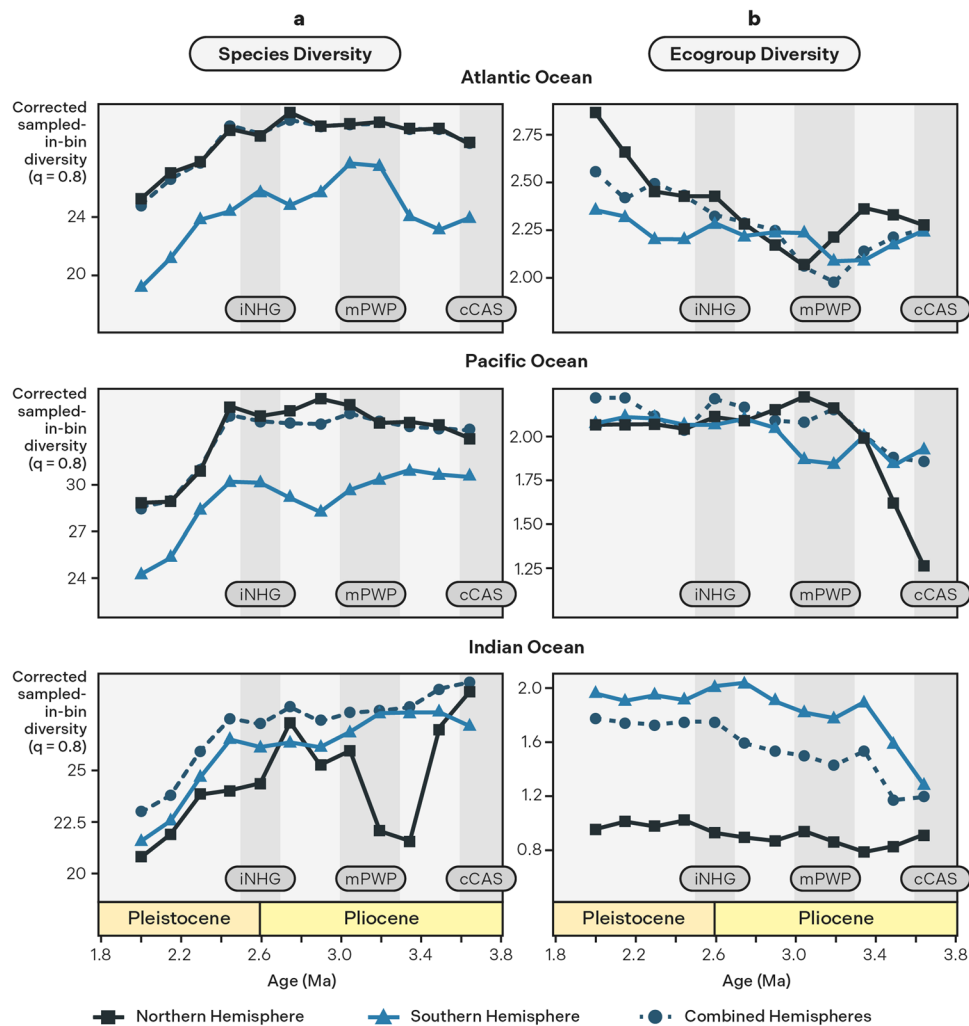 a
b
Species Diversity
Ecogroup Diversity
Atlantic Ocean
Corrected
sampled-
in-bin
diversity
(q = 0.8)
24
20
iNHG
mPWP
cCAS
2.75
2.50
2.25
2.00
iNHG
mPWP
cCAS
Pacific Ocean
Corrected
sampled-
in-bin
diversity
(q = 0.8)
30
27
24
iNHG
mPWP
cCAS
2.00
1.75
1.50
1.25
iNHG
mPWP
cCAS
Indian Ocean
Corrected
sampled-
in-bin
diversity
(q = 0.8)
25
22.5
20
iNHG
mPWP
cCAS
2.0
1.6
1.2
0.8
iNHG
mPWP
cCAS
Pleistocene
Pliocene
Pleistocene
Pliocene
1.8
2.2
2.6
3.0
3.4
3.8
1.8
2.2
2.6
3.0
3.4
3.8
Age (Ma)
Age (Ma)
Northern Hemisphere
Southern Hemisphere
Combined Hemispheres